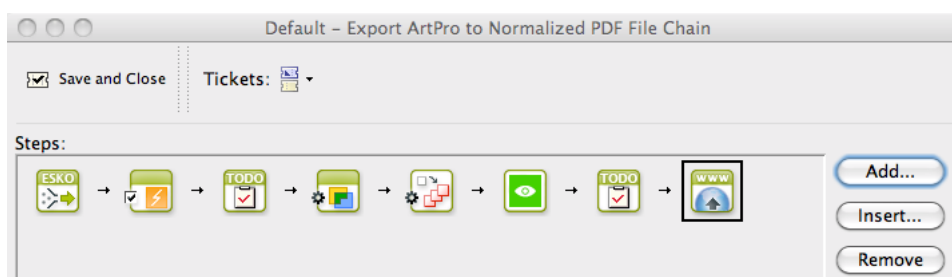 Default – Export ArtPro to Normalized PDF File Chain
Save and Close
Tickets:
Steps:
ESKO
TODO
TODO
WWW
Add...
Insert...
Remove